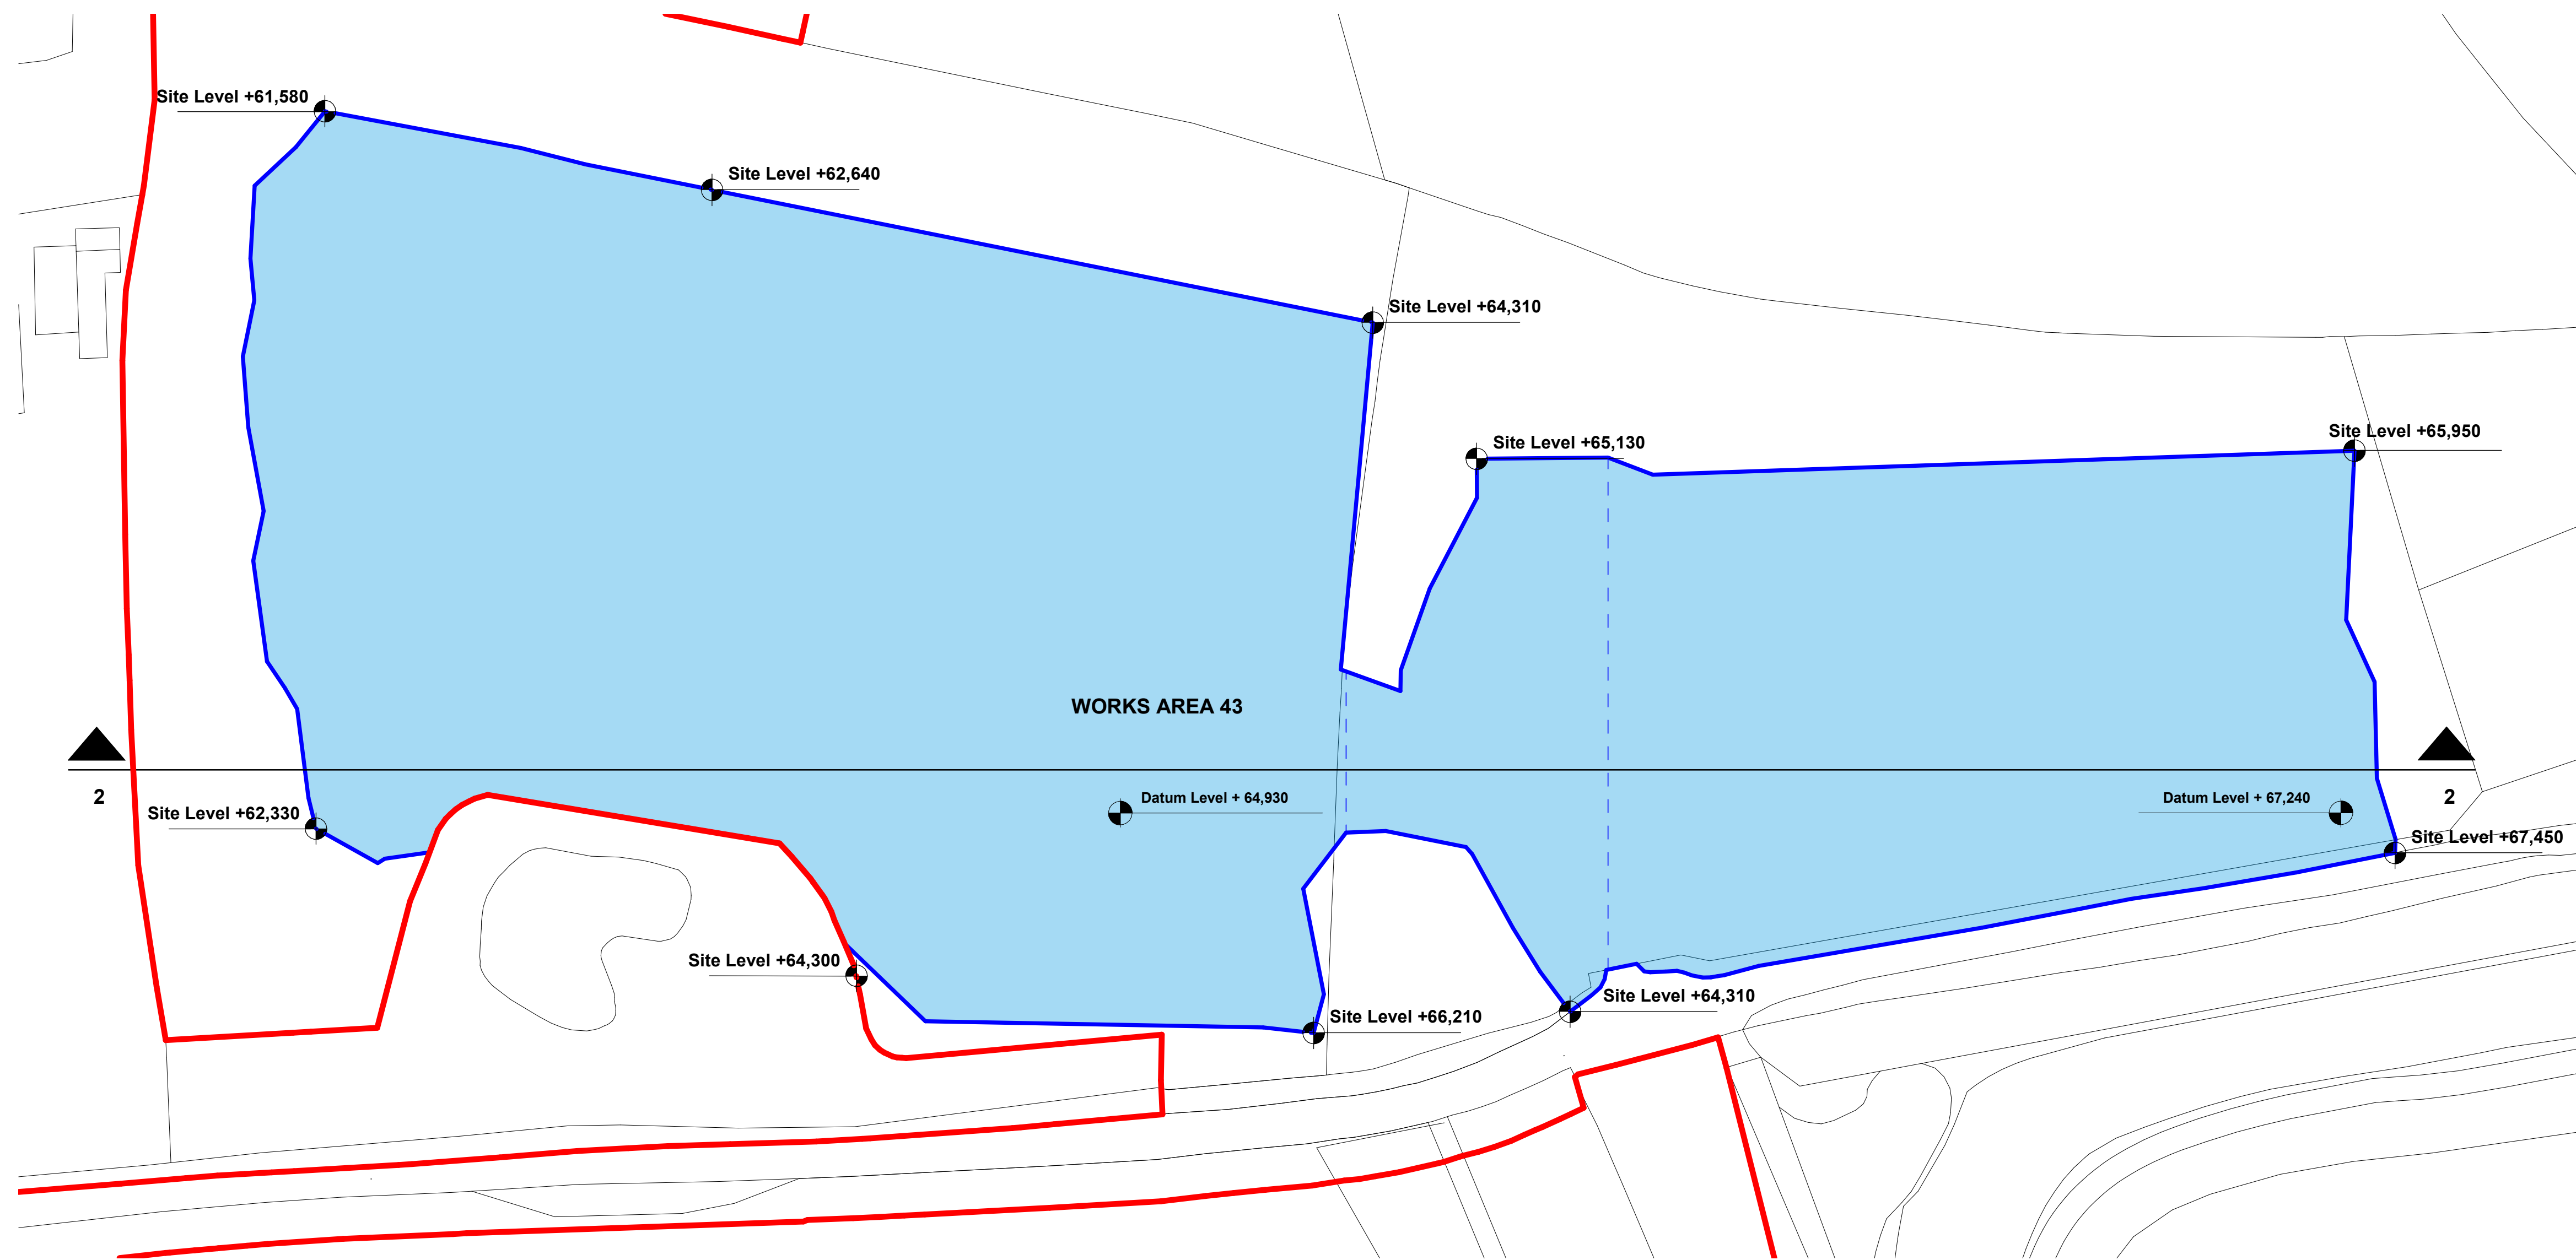 Site Level +61,580
Site Level +62,640
Site Level +64,310
Site Level +65,130
Site Level +65,950
WORKS AREA 43
2
2
Datum Level + 64,930
Datum Level + 67,240
Site Level +62,330
Site Level +67,450
Site Level +64,300
Site Level +64,310
Site Level +66,210